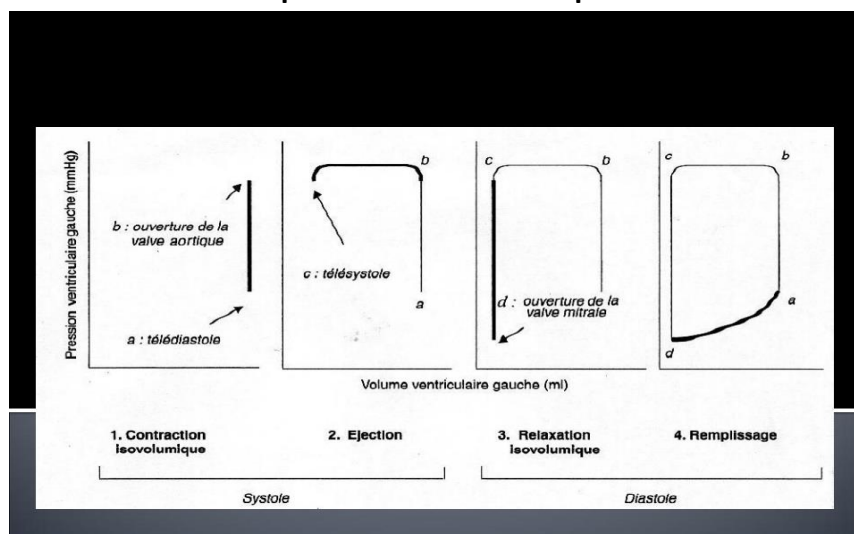 Pression ventriculaire gauche (mmHg)
b : ouverture de la
valve aortique
a : télédiastole
b
c : télésystole
a
c
b
d : ouverture de la
valve mitrale
c
b
a
d
Volume ventriculaire gauche (ml)
1. Contraction
isovolumique
2. Ejection
3. Relaxation
isovolumique
4. Remplissage
Systole
Diastole